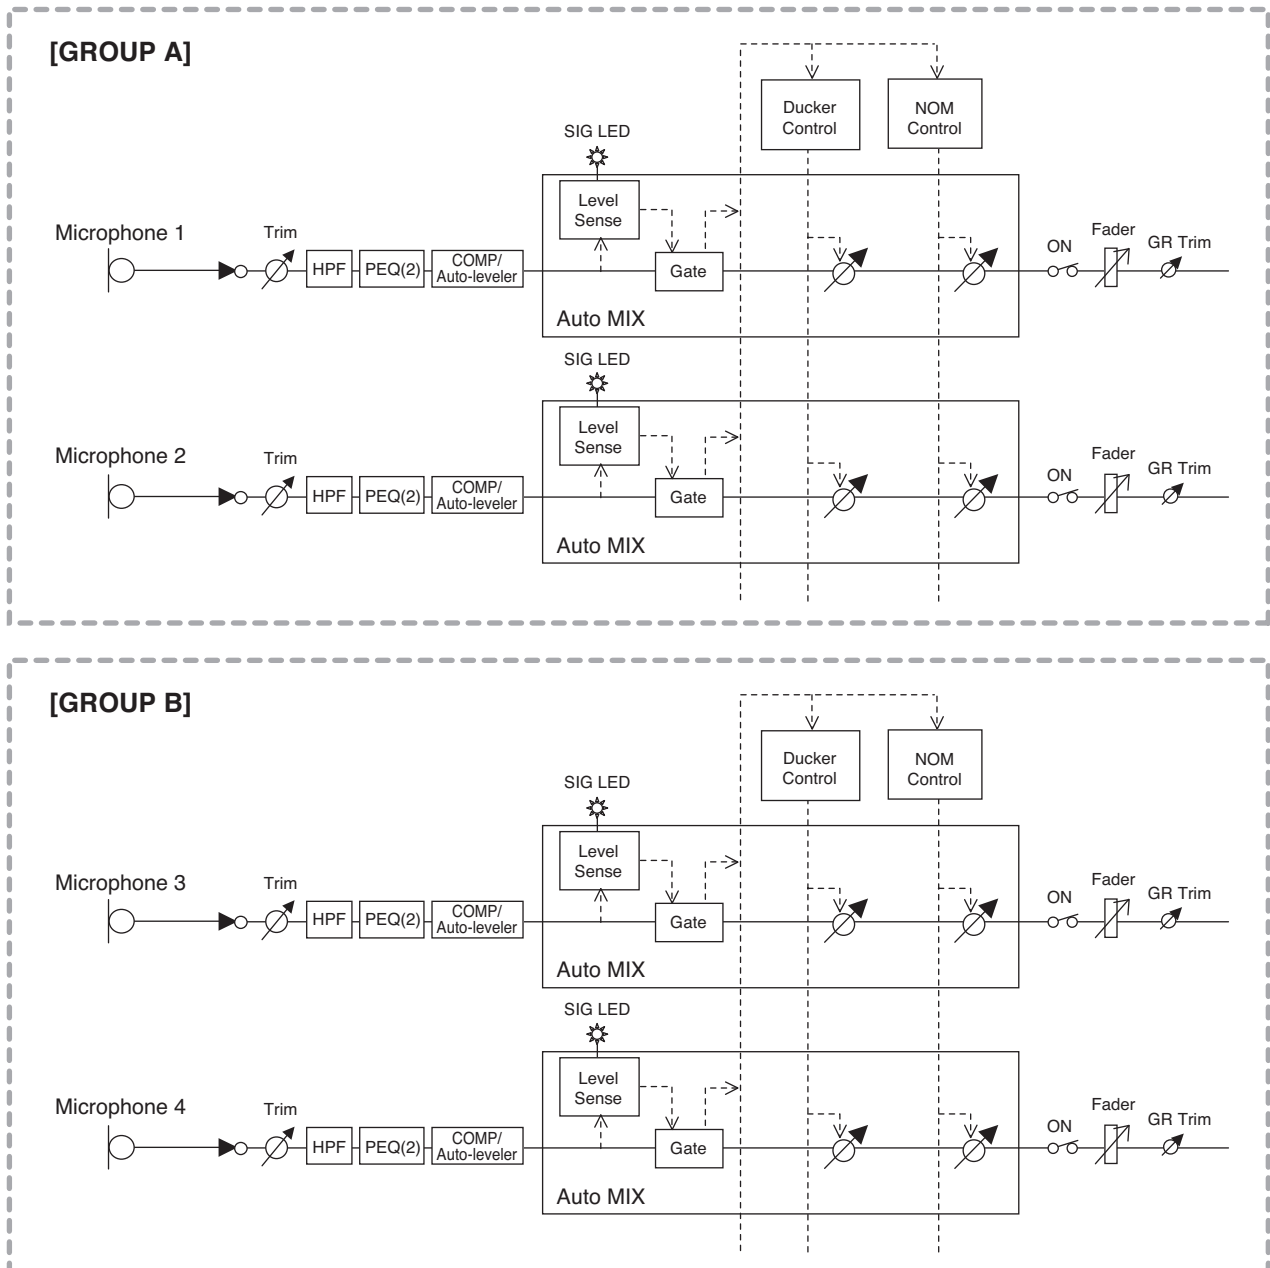 [GROUP A]
Ducker
Control
NOM
Control
SIG LED
Level
Sense
Microphone 1
Trim
HPF
PEQ(2)
COMP/
Auto-leveler
Gate
ON
Fader
GR Trim
Auto MIX
SIG LED
Level
Sense
Microphone 2
Trim
HPF
PEQ(2)
COMP/
Auto-leveler
Gate
ON
Fader
GR Trim
Auto MIX
[GROUP B]
Ducker
Control
NOM
Control
SIG LED
Level
Sense
Microphone 3
Trim
HPF
PEQ(2)
COMP/
Auto-leveler
Gate
ON
Fader
GR Trim
Auto MIX
SIG LED
Level
Sense
Microphone 4
Trim
HPF
PEQ(2)
COMP/
Auto-leveler
Gate
ON
Fader
GR Trim
Auto MIX